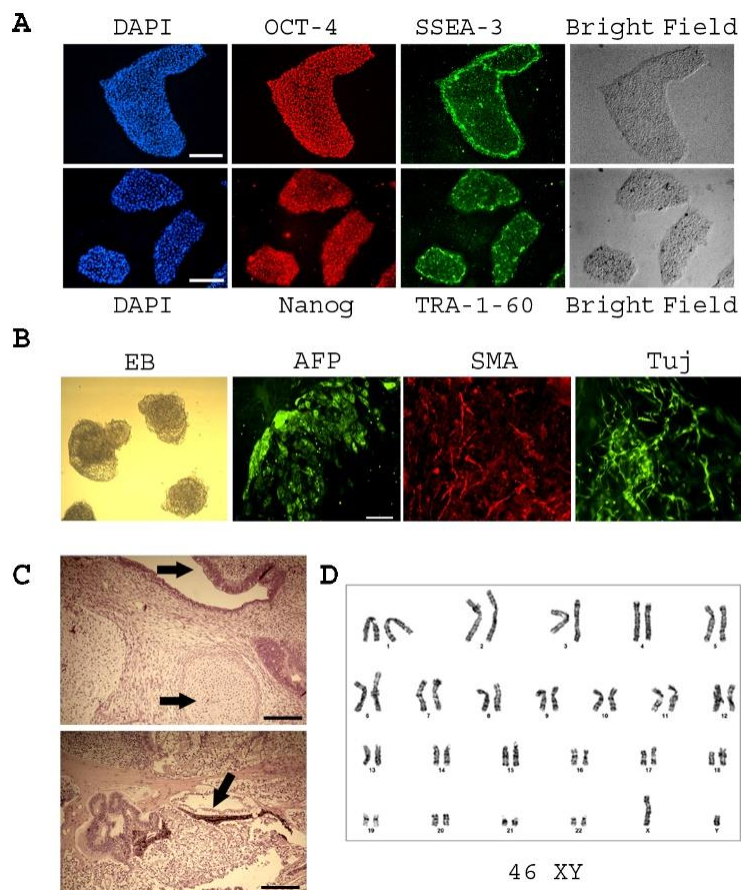 A
DAPI OCT-4 SSEA-3 Bright Field
DAPI Nanog TRA-1-60 Bright Field
B
EB AFP SMA Tuj
C D
1 2 3 4 5
6 7 8 9 10 11 12
13 14 15 16 17 18
19 20 21 22 X Y
46 XY